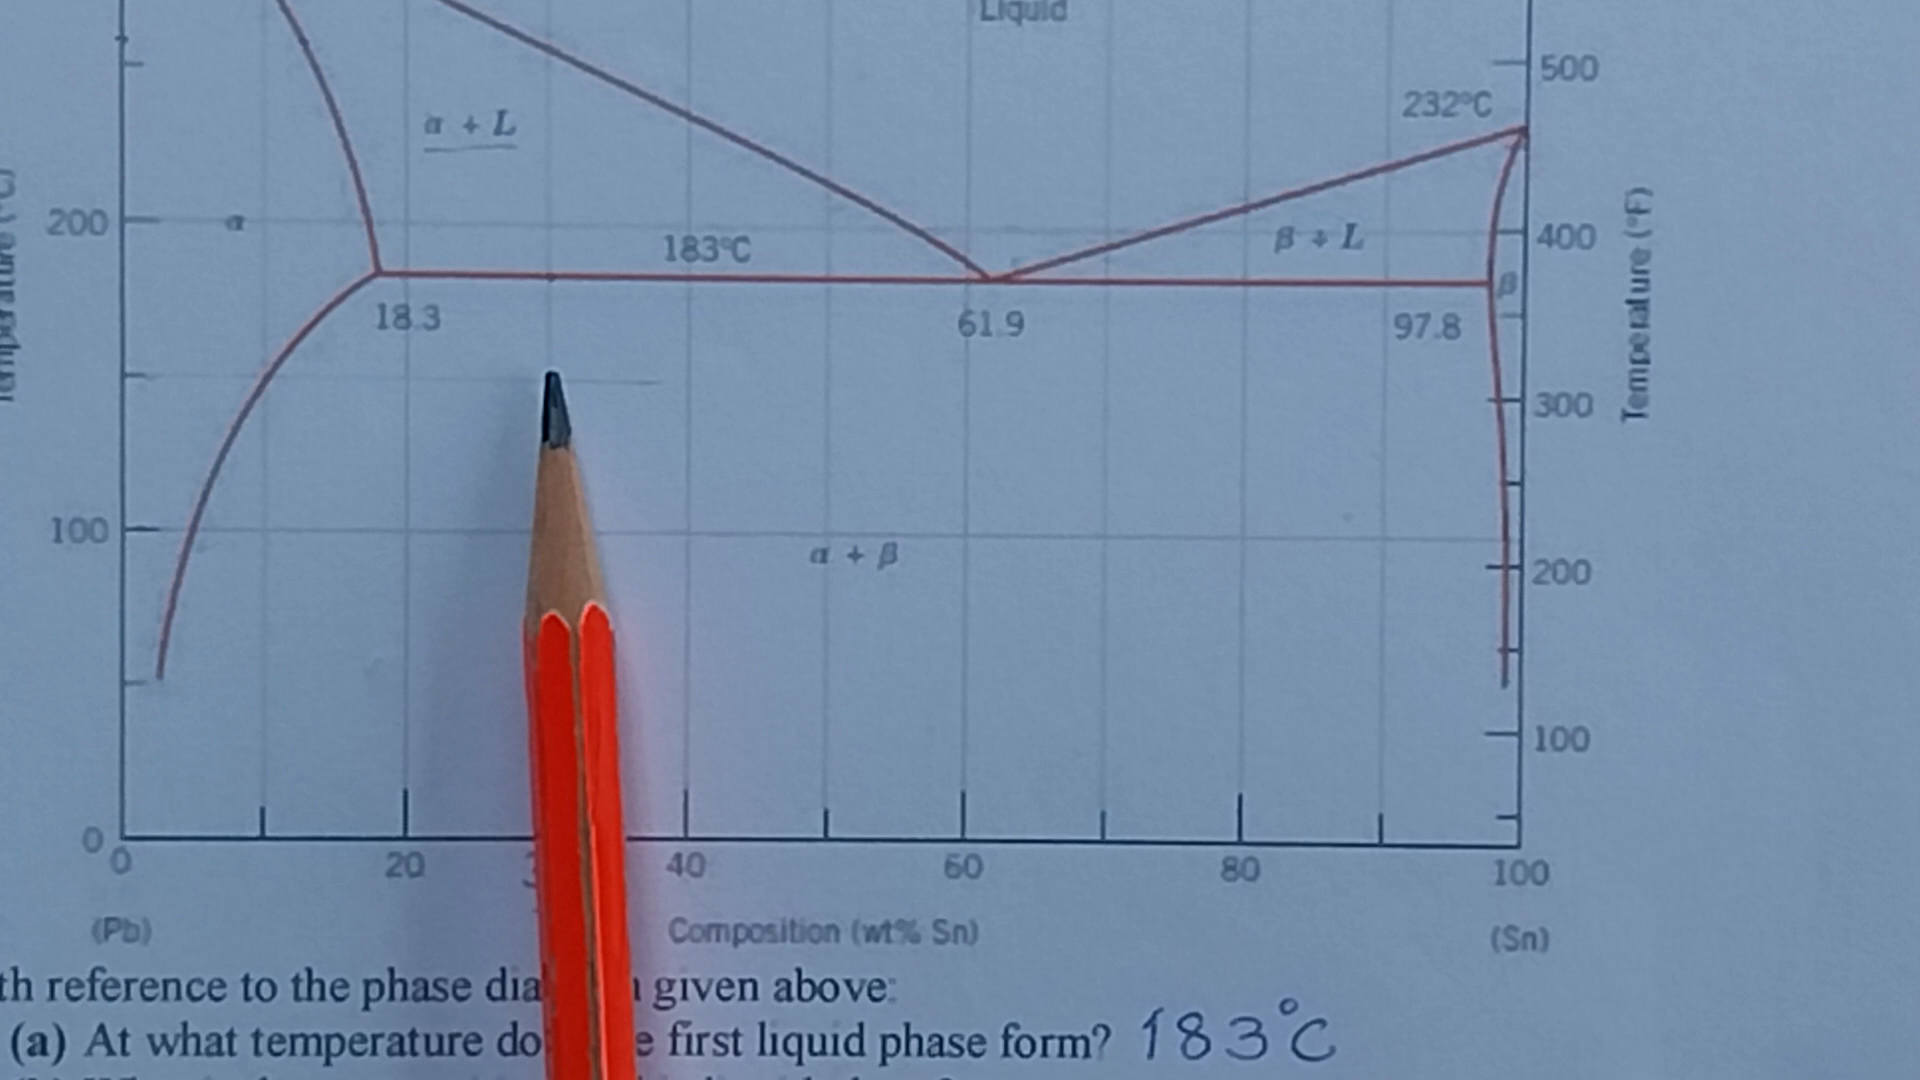 Liquid
500
232°C
α + L
Temperature (°C)
200
α
183°C
β + L
400
Temperature (°F)
β
18.3
61.9
97.8
300
100
α + β
200
100
0
0
20
40
60
80
100
(Pb)
Composition (wt% Sn)
(Sn)
th reference to the phase dia given above:
(a) At what temperature do e first liquid phase form? 183°C